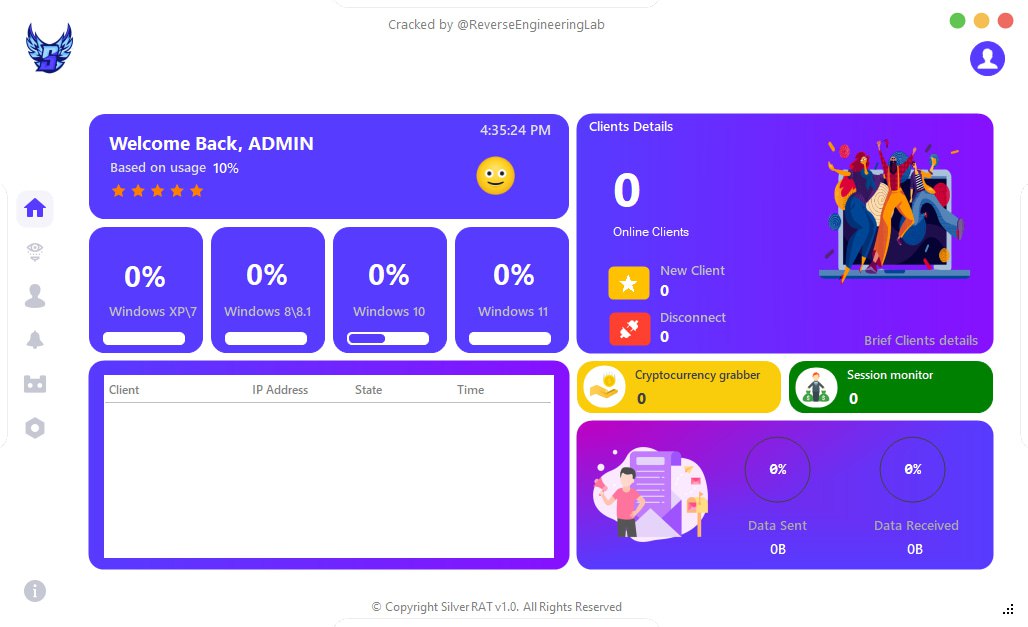 Cracked by @ReverseEngineeringLab
Welcome Back, ADMIN
4:35:24 PM
Based on usage 10%
0%
Windows XP\7
0%
Windows 8\8.1
0%
Windows 10
0%
Windows 11
Clients Details
0
Online Clients
New Client
0
Disconnect
0
Brief Clients details
Client IP Address State Time
Cryptocurrency grabber
0
Session monitor
0
0%
Data Sent
0B
0%
Data Received
0B
© Copyright Silver RAT v1.0. All Rights Reserved